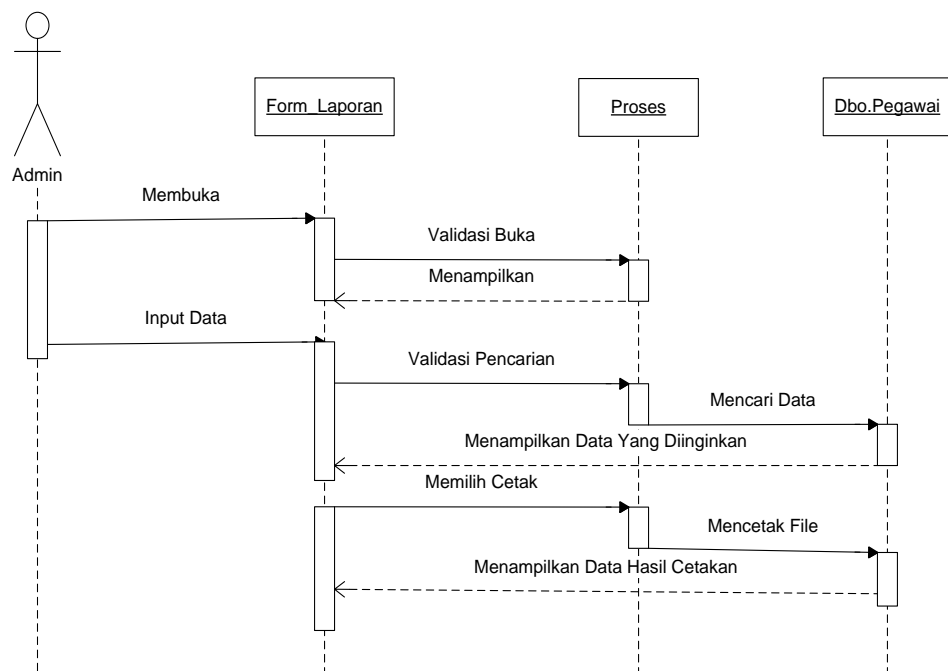 Form_Laporan
Proses
Dbo.Pegawai
Admin
Membuka
Validasi Buka
Menampilkan
Input Data
Validasi Pencarian
Mencari Data
Menampilkan Data Yang Diinginkan
Memilih Cetak
Mencetak File
Menampilkan Data Hasil Cetakan